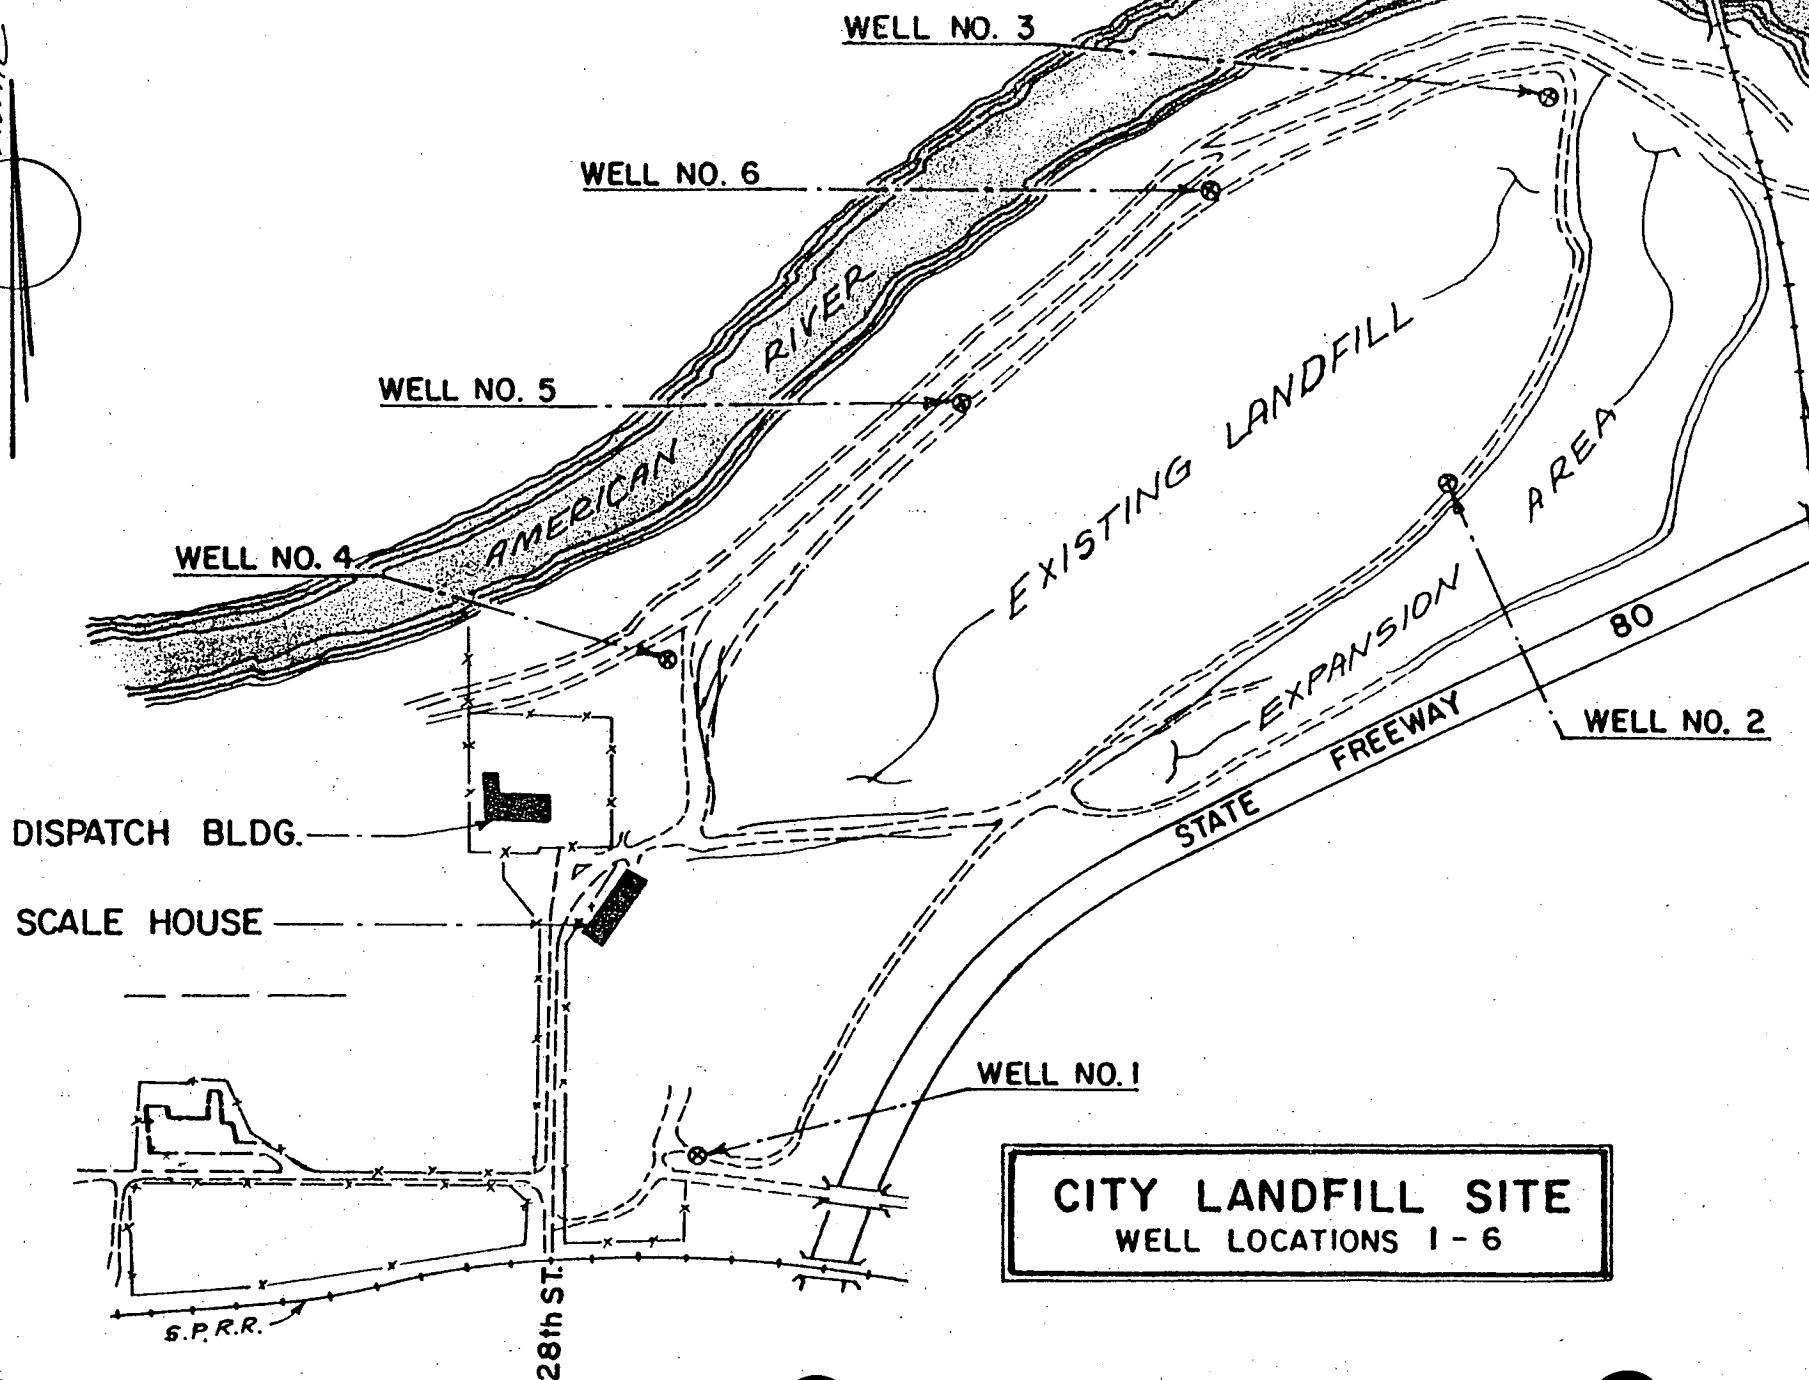 WELL NO. 3
WELL NO. 6
WELL NO. 5
WELL NO. 4
AMERICAN RIVER
EXISTING LANDFILL
EXPANSION AREA
STATE FREEWAY 80
WELL NO. 2
DISPATCH BLDG.
SCALE HOUSE
WELL NO. 1
CITY LANDFILL SITE
WELL LOCATIONS 1 - 6
S.P.R.R.
28th ST.